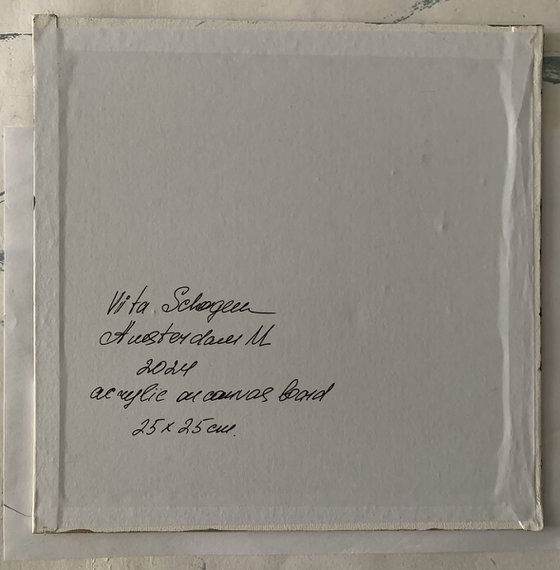 Vita Schagen
Amsterdam M
2024
acrylic on canvas board
25 x 25 cm.